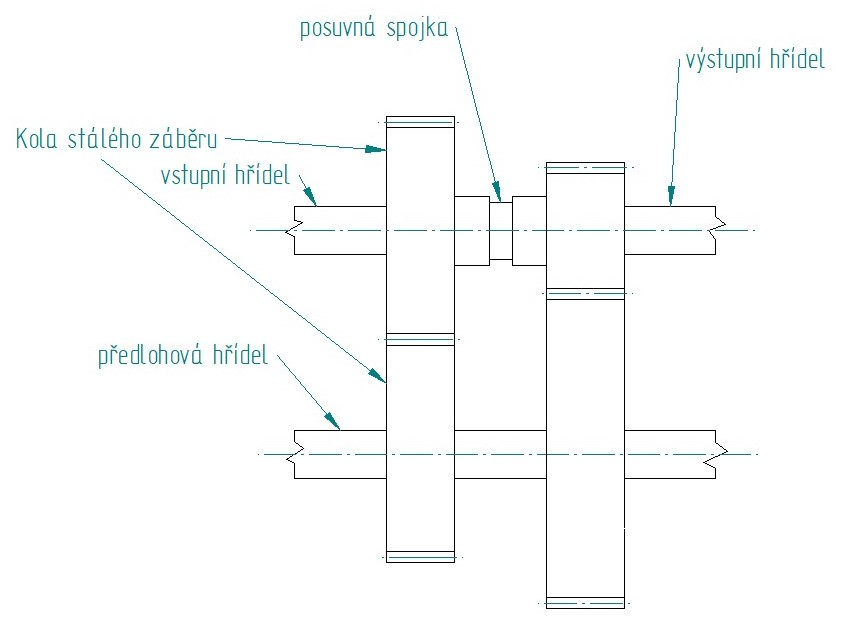 posuvná spojka
výstupní hřídel
Kola stálého záběru
vstupní hřídel
předlohová hřídel